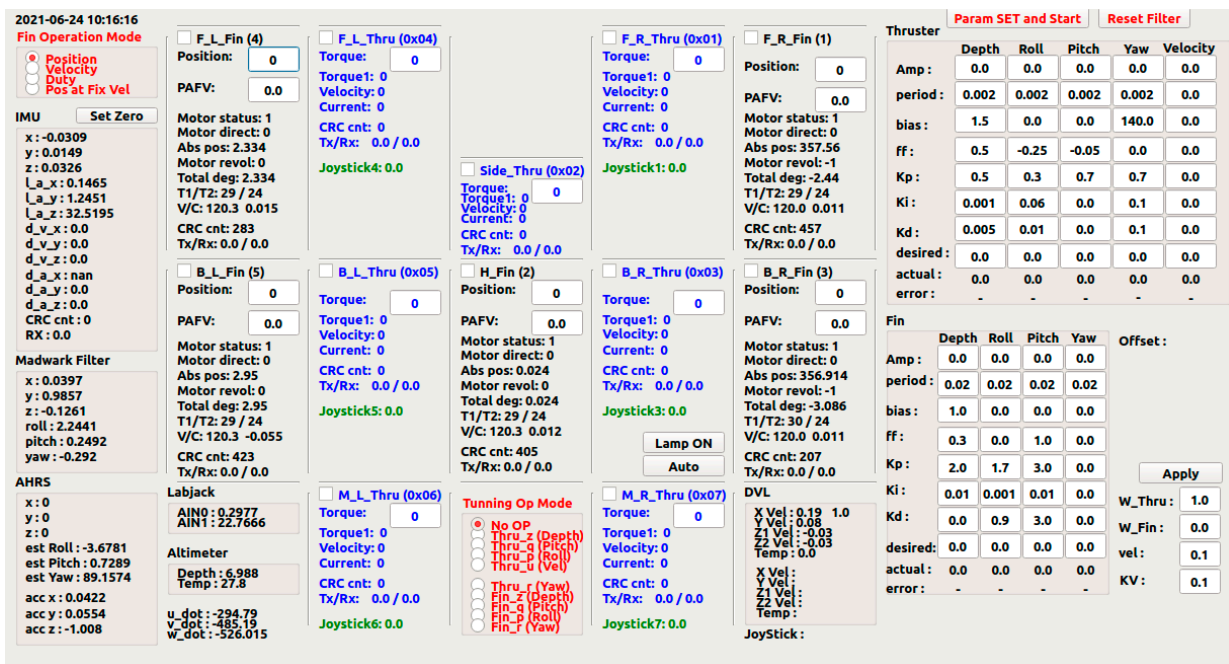 2021-06-24 10:16:16
Fin Operation Mode
Position
Velocity
Duty
Pos at Fix Vel
IMU Set Zero
x : -0.0309
y : 0.0149
z : 0.0326
l_a_x : 0.1465
l_a_y : 1.2451
l_a_z : 32.5195
d_v_x : 0.0
d_v_y : 0.0
d_v_z : 0.0
d_a_x : nan
d_a_y : 0.0
d_a_z : 0.0
CRC cnt : 0
RX : 0.0
Madwark Filter
x : 0.0397
y : 0.9857
z : -0.1261
roll : 2.2441
pitch : 0.2492
yaw : -0.292
AHRS
x : 0
y : 0
z : 0
est Roll : -3.6781
est Pitch : 0.7289
est Yaw : 89.1574
acc x : 0.0422
acc y : 0.0554
acc z : -1.008
F_L_Fin (4)
Position: 0
PAFV: 0.0
Motor status: 1
Motor direct: 0
Abs pos: 2.334
Motor revol: 0
Total deg: 2.334
T1/T2: 29 / 24
V/C: 120.3 0.015
CRC cnt: 283
Tx/Rx: 0.0 / 0.0
B_L_Fin (5)
Position: 0
PAFV: 0.0
Motor status: 1
Motor direct: 0
Abs pos: 2.95
Motor revol: 0
Total deg: 2.95
T1/T2: 29 / 24
V/C: 120.3 -0.055
CRC cnt: 423
Tx/Rx: 0.0 / 0.0
Labjack
AIN0 : 0.2977
AIN1 : 22.7666
Altimeter
Depth : 6.988
Temp : 27.8
u_dot : -294.79
v_dot : -485.19
w_dot : -526.015
F_L_Thru (0x04)
Torque: 0
Torque1: 0
Velocity: 0
Current: 0
CRC cnt: 0
Tx/Rx: 0.0 / 0.0
Joystick4: 0.0
B_L_Thru (0x05)
Torque: 0
Torque1: 0
Velocity: 0
Current: 0
CRC cnt: 0
Tx/Rx: 0.0 / 0.0
Joystick5: 0.0
M_L_Thru (0x06)
Torque: 0
Torque1: 0
Velocity: 0
Current: 0
CRC cnt: 0
Tx/Rx: 0.0 / 0.0
Joystick6: 0.0
Side_Thru (0x02)
Torque: 0
Torque1: 0
Velocity: 0
Current: 0
CRC cnt: 0
Tx/Rx: 0.0 / 0.0
H_Fin (2)
Position: 0
PAFV: 0.0
Motor status: 1
Motor direct: 0
Abs pos: 0.024
Motor revol: 0
Total deg: 0.024
T1/T2: 29 / 24
V/C: 120.3 0.012
CRC cnt: 405
Tx/Rx: 0.0 / 0.0
Tunning Op Mode
No OP
Thru_z (Depth)
Thru_q (Pitch)
Thru_p (Roll)
Thru_u (Vel)
Thru_r (Yaw)
Fin_z (Depth)
Fin_q (Pitch)
Fin_p (Roll)
Fin_r (Yaw)
F_R_Thru (0x01)
Torque: 0
Torque1: 0
Velocity: 0
Current: 0
CRC cnt: 0
Tx/Rx: 0.0 / 0.0
Joystick1: 0.0
B_R_Thru (0x03)
Torque: 0
Torque1: 0
Velocity: 0
Current: 0
CRC cnt: 0
Tx/Rx: 0.0 / 0.0
Joystick3: 0.0
Lamp ON
Auto
M_R_Thru (0x07)
Torque: 0
Torque1: 0
Velocity: 0
Current: 0
CRC cnt: 0
Tx/Rx: 0.0 / 0.0
Joystick7: 0.0
F_R_Fin (1)
Position: 0
PAFV: 0.0
Motor status: 1
Motor direct: 0
Abs pos: 357.56
Motor revol: -1
Total deg: -2.44
T1/T2: 29 / 24
V/C: 120.0 0.011
CRC cnt: 457
Tx/Rx: 0.0 / 0.0
B_R_Fin (3)
Position: 0
PAFV: 0.0
Motor status: 1
Motor direct: 0
Abs pos: 356.914
Motor revol: -1
Total deg: -3.086
T1/T2: 30 / 24
V/C: 120.0 0.011
CRC cnt: 207
Tx/Rx: 0.0 / 0.0
DVL
X Vel : 0.19 1.0
Y Vel : 0.08
Z1 Vel : -0.03
Z2 Vel : -0.03
Temp : 0.0
X Vel :
Y Vel :
Z1 Vel :
Z2 Vel :
Temp :
JoyStick :
Param SET and Start Reset Filter
Thruster
Depth Roll Pitch Yaw Velocity
Amp : 0.0 0.0 0.0 0.0 0.0
period : 0.002 0.002 0.002 0.002 0.0
bias : 1.5 0.0 0.0 140.0 0.0
ff : 0.5 -0.25 -0.05 0.0 0.0
Kp : 0.5 0.3 0.7 0.7 0.0
Ki : 0.001 0.06 0.0 0.1 0.0
Kd : 0.005 0.01 0.0 0.1 0.0
desired : 0.0 0.0 0.0 0.0 0.0
actual : 0.0 0.0 0.0 0.0 0.0
error : - - - - -
Fin
Depth Roll Pitch Yaw Offset :
Amp : 0.0 0.0 0.0 0.0
period : 0.02 0.02 0.02 0.02
bias : 1.0 0.0 0.0 0.0
ff : 0.3 0.0 1.0 0.0
Kp : 2.0 1.7 3.0 0.0
Ki : 0.01 0.001 0.01 0.0
Kd : 0.0 0.9 3.0 0.0
desired: 0.0 0.0 0.0 0.0
actual : 0.0 0.0 0.0 0.0
error : - - - -
Apply
W_Thru : 1.0
W_Fin : 0.0
vel : 0.1
KV : 0.1